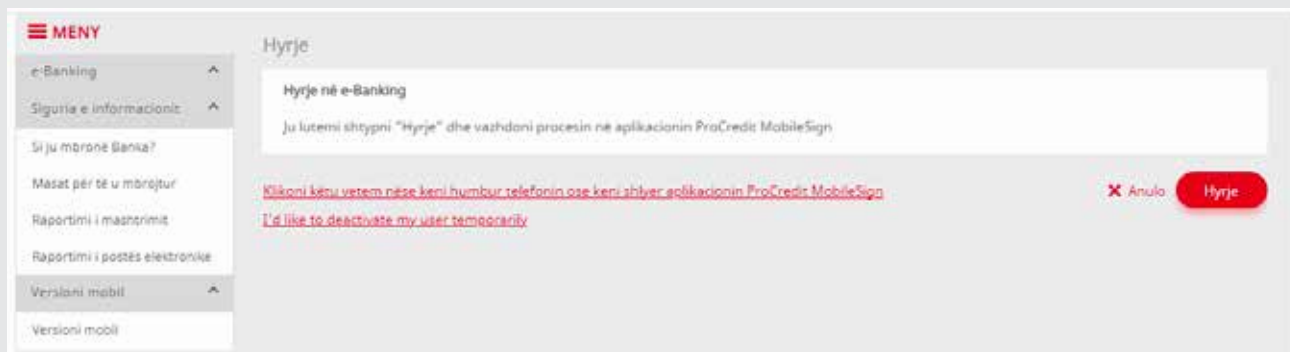 MENY
e-Banking
Siguria e informacionit
Si ju mbronë Banka?
Masat për të u mbrojtur
Raportimi i mashtrimit
Raportimi i postës elektronike
Versioni mobil
Versioni mobil
Hyrje
Hyrje në e-Banking
Ju lutemi shtypni "Hyrje" dhe vazhdoni procesin në aplikacionin ProCredit MobileSign
Klikoni këtu vetem nëse keni humbur telefonin ose keni shlyer aplikacionin ProCredit MobileSign
Anulo Hyrje
I'd like to deactivate my user temporarily